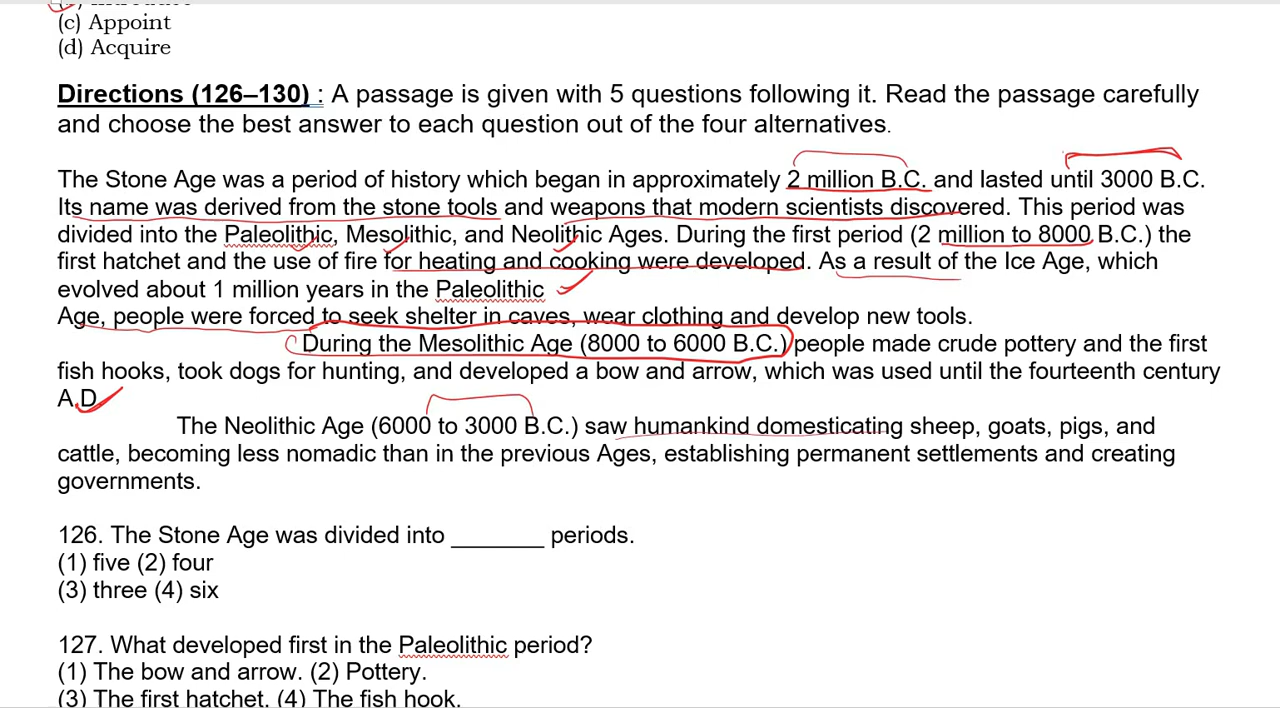 (c) Appoint
(d) Acquire
Directions (126–130) : A passage is given with 5 questions following it. Read the passage carefully
and choose the best answer to each question out of the four alternatives.
The Stone Age was a period of history which began in approximately 2 million B.C. and lasted until 3000 B.C.
Its name was derived from the stone tools and weapons that modern scientists discovered. This period was
divided into the Paleolithic, Mesolithic, and Neolithic Ages. During the first period (2 million to 8000 B.C.) the
first hatchet and the use of fire for heating and cooking were developed. As a result of the Ice Age, which
evolved about 1 million years in the Paleolithic
Age, people were forced to seek shelter in caves, wear clothing and develop new tools.
During the Mesolithic Age (8000 to 6000 B.C.) people made crude pottery and the first
fish hooks, took dogs for hunting, and developed a bow and arrow, which was used until the fourteenth century
A.D.
The Neolithic Age (6000 to 3000 B.C.) saw humankind domesticating sheep, goats, pigs, and
cattle, becoming less nomadic than in the previous Ages, establishing permanent settlements and creating
governments.
126. The Stone Age was divided into _______ periods.
(1) five (2) four
(3) three (4) six
127. What developed first in the Paleolithic period?
(1) The bow and arrow. (2) Pottery.
(3) The first hatchet. (4) The fish hook.